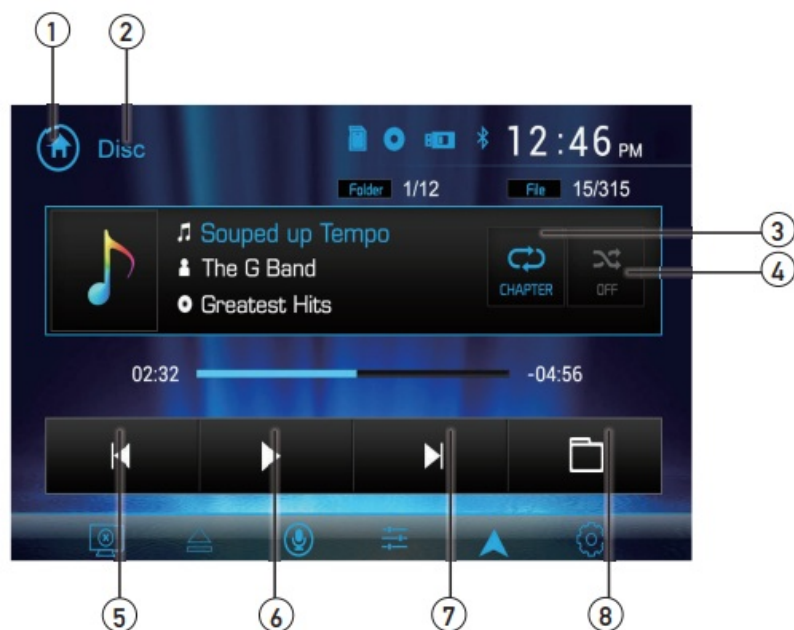 1 2
Disc 12:46 PM
Folder 1/12 File 15/315
Souped up Tempo
The G Band
Greatest Hits
CHAPTER OFF
3
4
02:32 -04:56
5 6 7 8